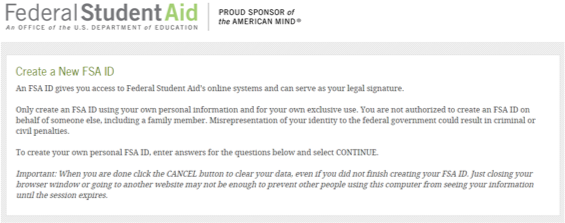 Federal Student Aid
An OFFICE of the U.S. DEPARTMENT of EDUCATION
PROUD SPONSOR of
the AMERICAN MIND®
Create a New FSA ID
An FSA ID gives you access to Federal Student Aid's online systems and can serve as your legal signature.
Only create an FSA ID using your own personal information and for your own exclusive use. You are not authorized to create an FSA ID on
behalf of someone else, including a family member. Misrepresentation of your identity to the federal government could result in criminal or
civil penalties.
To create your own personal FSA ID, enter answers for the questions below and select CONTINUE.
Important: When you are done click the CANCEL button to clear your data, even if you did not finish creating your FSA ID. Just closing your
browser window or going to another website may not be enough to prevent other people using this computer from seeing your information
until the session expires.